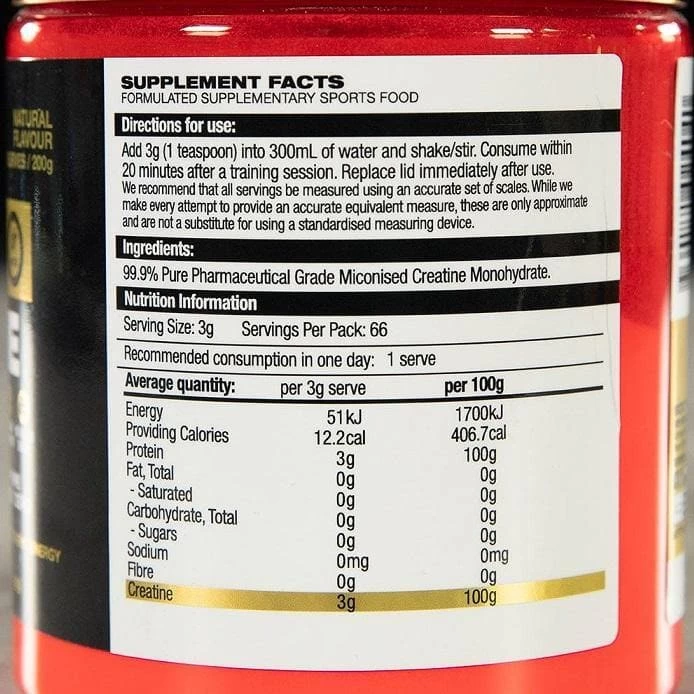 SUPPLEMENT FACTS
FORMULATED SUPPLEMENTARY SPORTS FOOD
Directions for use:
Add 3g (1 teaspoon) into 300mL of water and shake/stir. Consume within
20 minutes after a training session. Replace lid immediately after use.
We recommend that all servings be measured using an accurate set of scales. While we
make every attempt to provide an accurate equivalent measure, these are only approximate
and are not a substitute for using a standardised measuring device.
Ingredients:
99.9% Pure Pharmaceutical Grade Miconised Creatine Monohydrate.
Nutrition Information
Serving Size: 3g Servings Per Pack: 66
Recommended consumption in one day: 1 serve
Average quantity: per 3g serve per 100g
Energy 51kJ 1700kJ
Providing Calories 12.2cal 406.7cal
Protein 3g 100g
Fat, Total 0g 0g
- Saturated 0g 0g
Carbohydrate, Total 0g 0g
- Sugars 0g 0g
Sodium 0mg 0mg
Fibre 0g 0g
Creatine 3g 100g
NATURAL
FLAVOUR
/ 200g